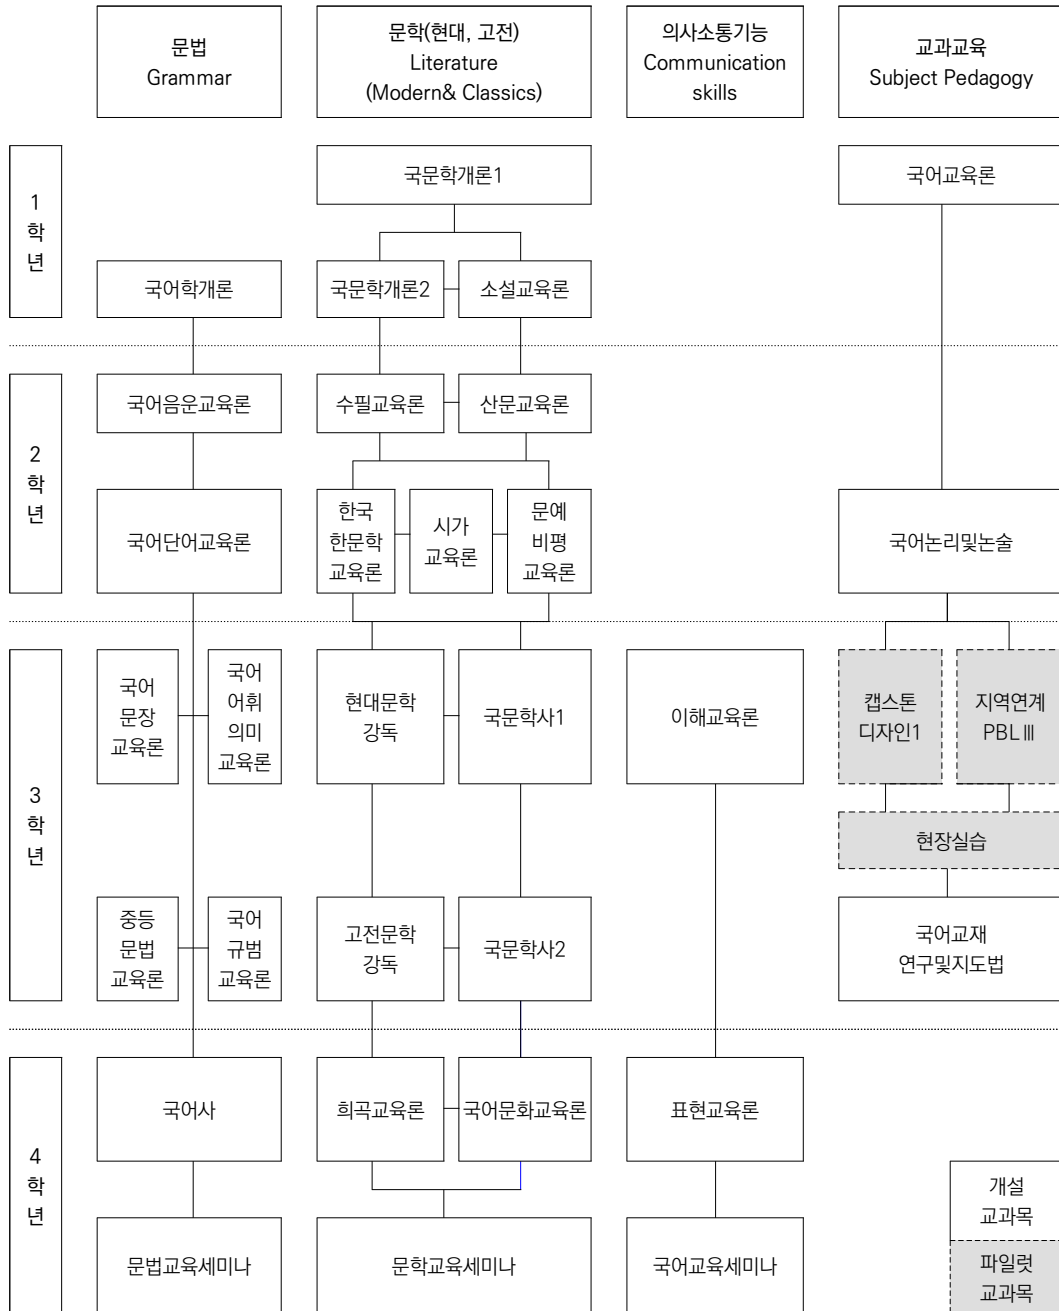 문법
Grammar
문학(현대, 고전)
Literature
(Modern& Classics)
의사소통기능
Communication
skills
교과교육
Subject Pedagogy
1
학
년
국문학개론1
국어교육론
국어학개론
국문학개론2
소설교육론
2
학
년
국어음운교육론
수필교육론
산문교육론
국어단어교육론
한국
한문학
교육론
시가
교육론
문예
비평
교육론
국어논리및논술
3
학
년
국어
문장
교육론
국어
어휘
의미
교육론
현대문학
강독
국문학사1
이해교육론
캡스톤
디자인1
지역연계
PBLⅢ
현장실습
중등
문법
교육론
국어
규범
교육론
고전문학
강독
국문학사2
국어교재
연구및지도법
4
학
년
국어사
희곡교육론
국어문화교육론
표현교육론
문법교육세미나
문학교육세미나
국어교육세미나
개설
교과목
파일럿
교과목